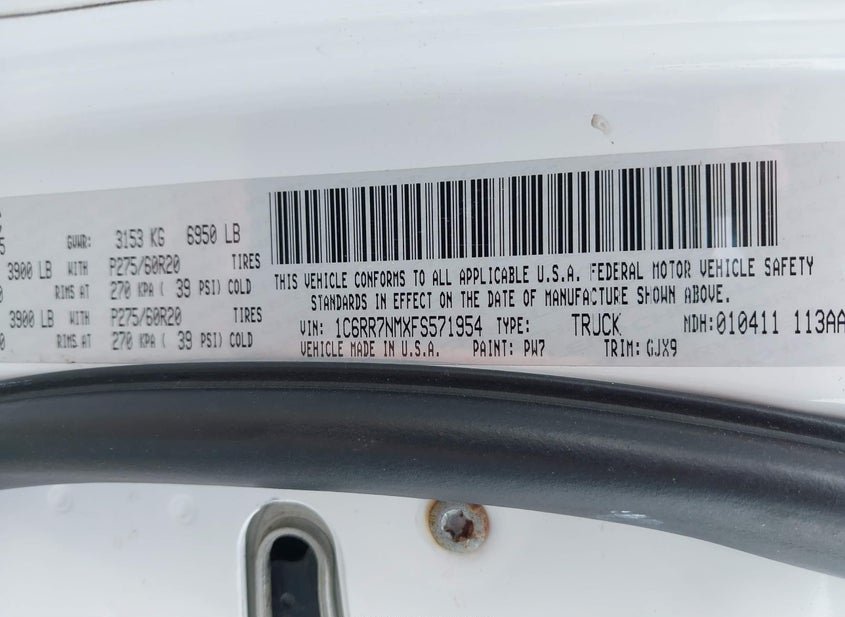 GVWR: 3153 KG 6950 LB
3900 LB WITH P275/60R20 TIRES
RIMS AT 270 KPA ( 39 PSI) COLD
3900 LB WITH P275/60R20 TIRES
RIMS AT 270 KPA ( 39 PSI) COLD
THIS VEHICLE CONFORMS TO ALL APPLICABLE U.S.A. FEDERAL MOTOR VEHICLE SAFETY
STANDARDS IN EFFECT ON THE DATE OF MANUFACTURE SHOWN ABOVE.
VIN: 1C6RR7NMXFS571954 TYPE: TRUCK MDH: 010411 113AA
VEHICLE MADE IN U.S.A. PAINT: PW7 TRIM: GJX9